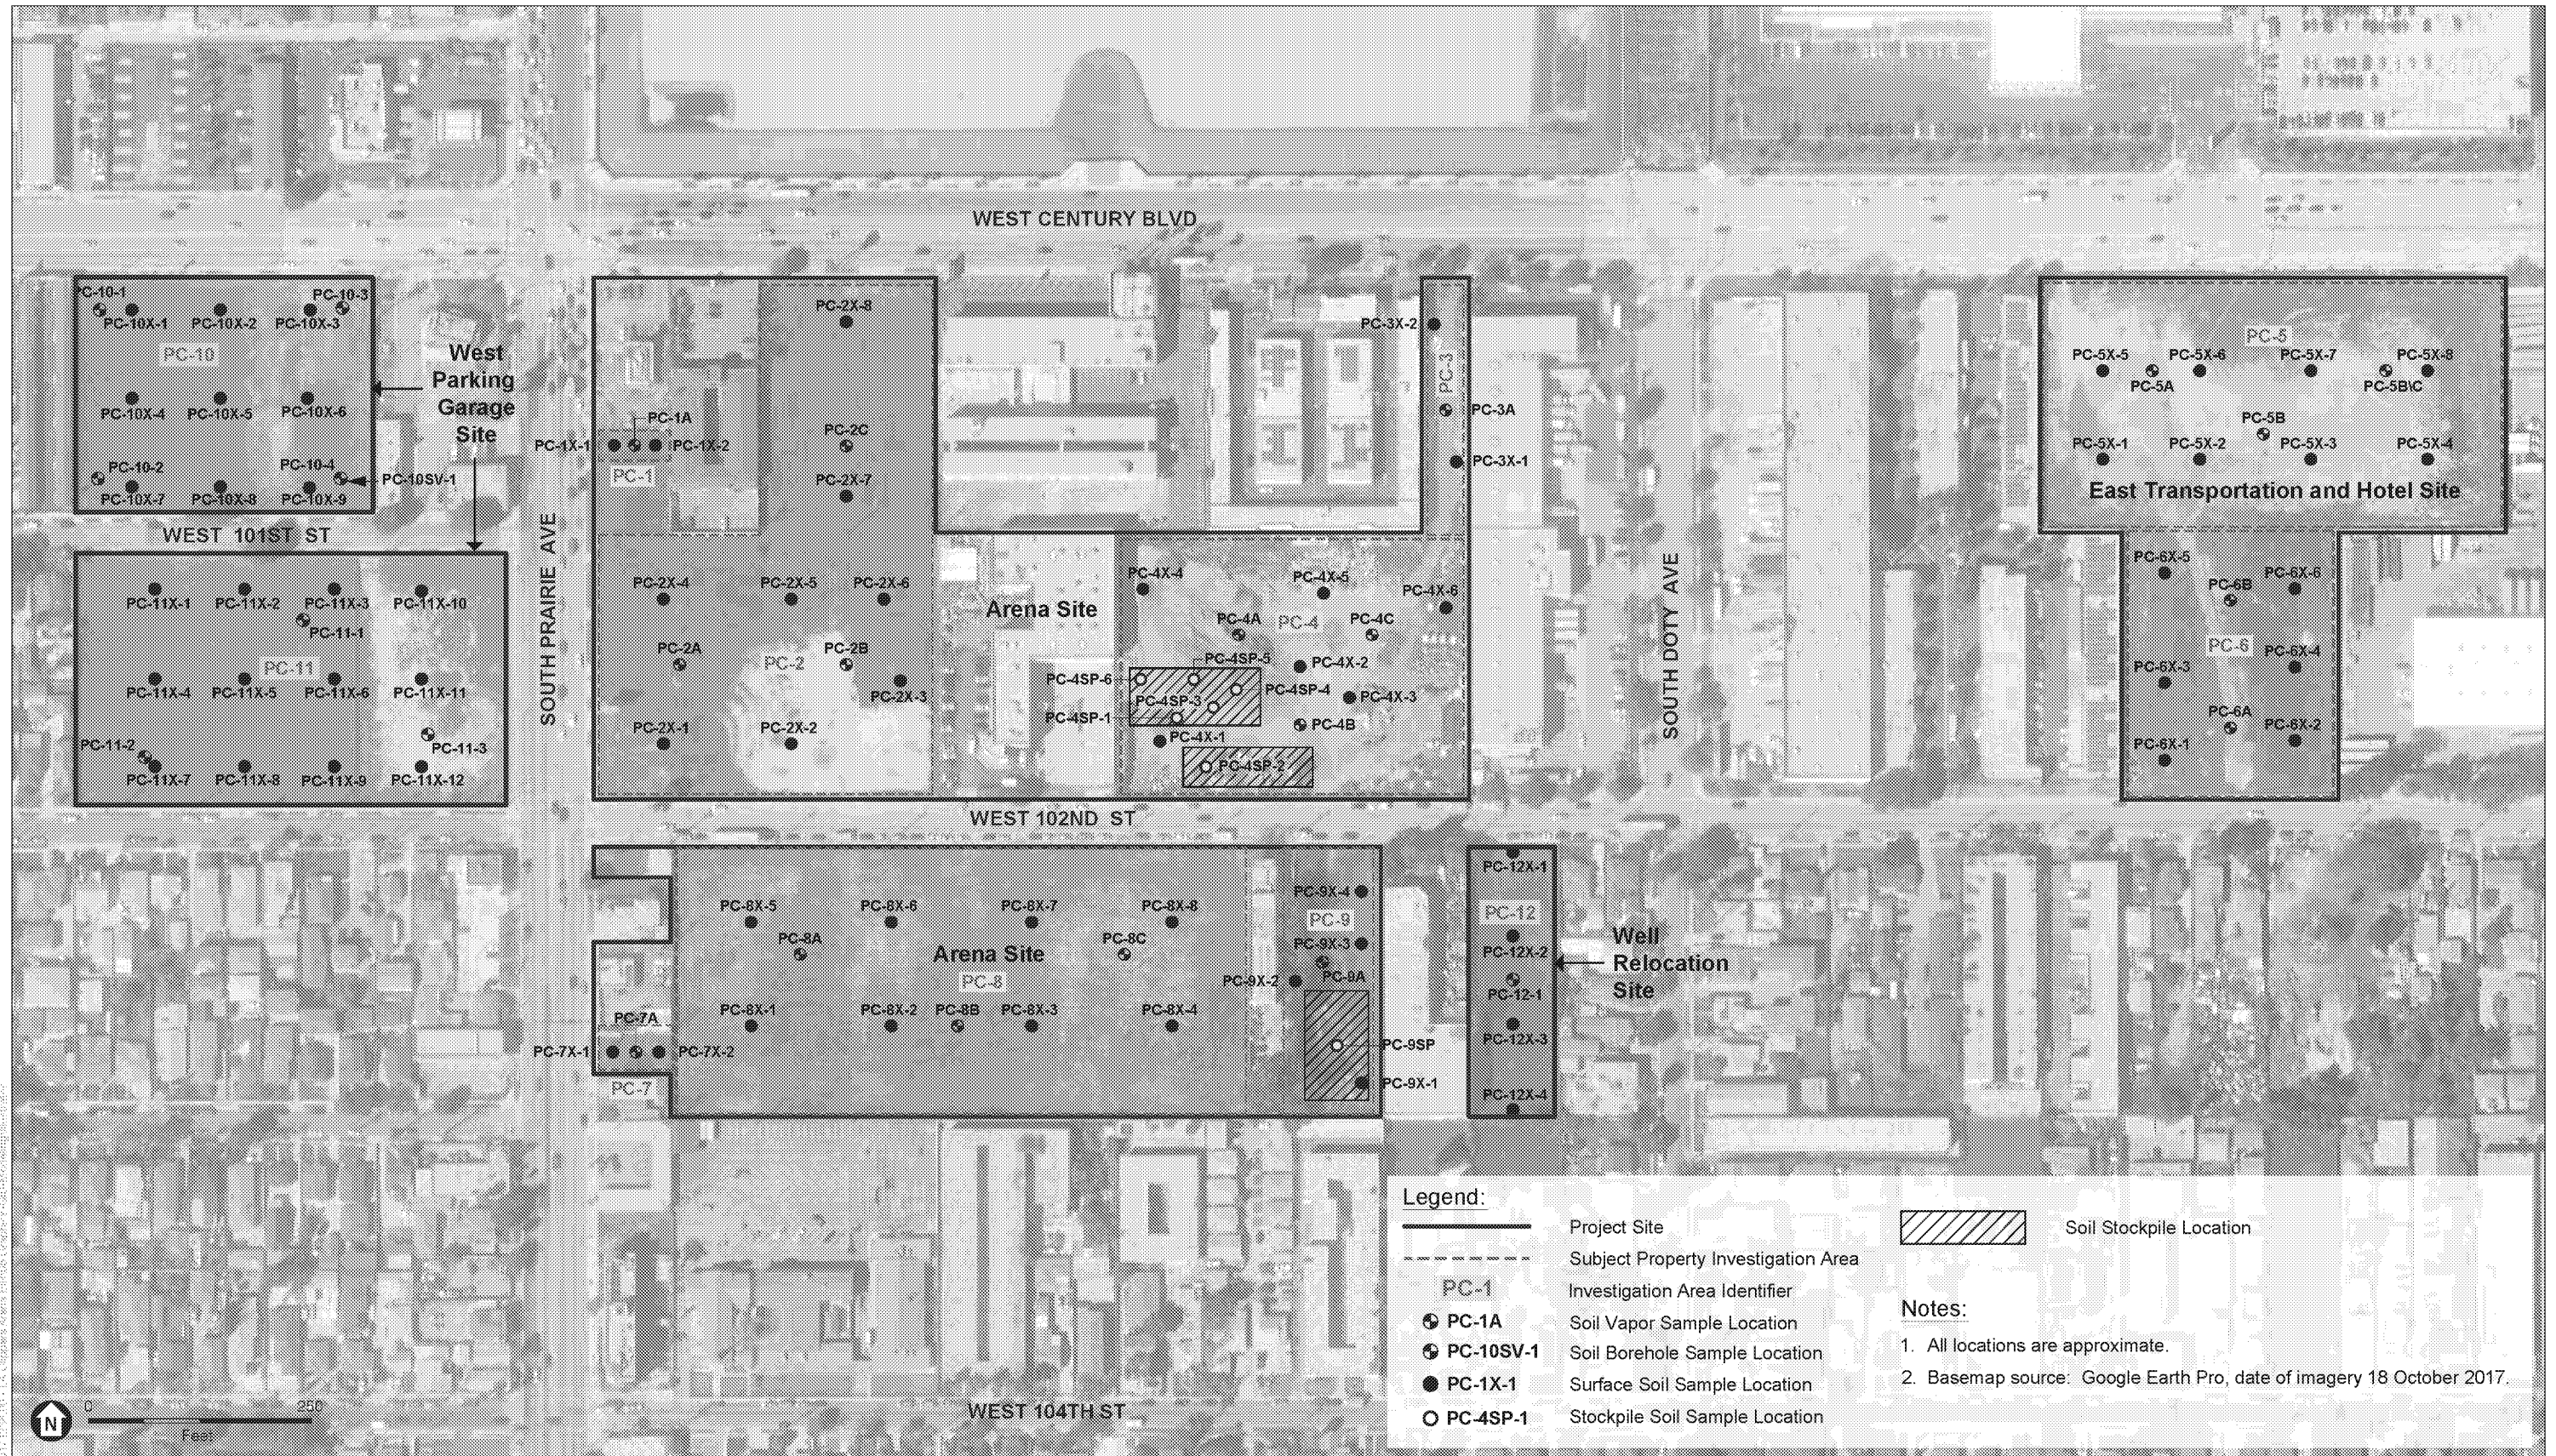 WEST CENTURY BLVD
PC-10-1
PC-10-3
PC-10X-1
PC-10X-2
PC-10X-3
PC-10
PC-10X-4
PC-10X-5
PC-10X-6
PC-10-2
PC-10-4
PC-10SV-1
PC-10X-7
PC-10X-8
PC-10X-9
West
Parking
Garage
Site
WEST 101ST ST
PC-11X-1
PC-11X-2
PC-11X-3
PC-11X-10
PC-11-1
PC-11
PC-11X-4
PC-11X-5
PC-11X-6
PC-11X-11
PC-11-2
PC-11-3
PC-11X-7
PC-11X-8
PC-11X-9
PC-11X-12
SOUTH PRAIRIE AVE
PC-2X-8
PC-1A
PC-1X-1
PC-1X-2
PC-1
PC-2C
PC-2X-7
PC-2X-4
PC-2X-5
PC-2X-6
PC-2A
PC-2
PC-2B
PC-2X-3
PC-2X-1
PC-2X-2
Arena Site
PC-3X-2
PC-3
PC-3A
PC-3X-1
PC-4X-4
PC-4X-5
PC-4X-6
PC-4A
PC-4
PC-4C
PC-4SP-5
PC-4X-2
PC-4SP-6
PC-4SP-4
PC-4SP-3
PC-4X-3
PC-4SP-1
PC-4B
PC-4X-1
PC-4SP-2
SOUTH DOTY AVE
PC-5
PC-5X-5
PC-5X-6
PC-5X-7
PC-5X-8
PC-5A
PC-5B\C
PC-5B
PC-5X-1
PC-5X-2
PC-5X-3
PC-5X-4
East Transportation and Hotel Site
PC-6X-5
PC-6B
PC-6X-6
PC-6
PC-6X-4
PC-6X-3
PC-6A
PC-6X-2
PC-6X-1
WEST 102ND ST
PC-8X-5
PC-8X-6
PC-8X-7
PC-8X-8
PC-8A
PC-8C
Arena Site
PC-8
PC-8X-1
PC-8X-2
PC-8B
PC-8X-3
PC-8X-4
PC-7A
PC-7X-1
PC-7X-2
PC-7
PC-9X-4
PC-9
PC-9X-3
PC-9X-2
PC-9A
PC-9SP
PC-9X-1
PC-12X-1
PC-12
PC-12X-2
PC-12-1
PC-12X-3
PC-12X-4
Well
Relocation
Site
WEST 104TH ST
N
0 250
Feet
Legend:
Project Site
Subject Property Investigation Area
PC-1 Investigation Area Identifier
PC-1A Soil Vapor Sample Location
PC-10SV-1 Soil Borehole Sample Location
PC-1X-1 Surface Soil Sample Location
PC-4SP-1 Stockpile Soil Sample Location
Soil Stockpile Location
Notes:
1. All locations are approximate.
2. Basemap source: Google Earth Pro, date of imagery 18 October 2017.